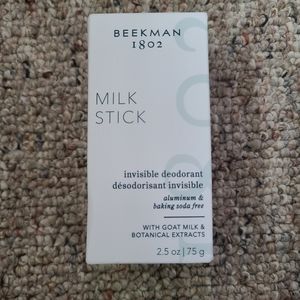 BEEKMAN
1802
MILK
STICK
invisible deodorant
désodorisant invisible
aluminum &
baking soda free
WITH GOAT MILK &
BOTANICAL EXTRACTS
2.5 oz | 75 g